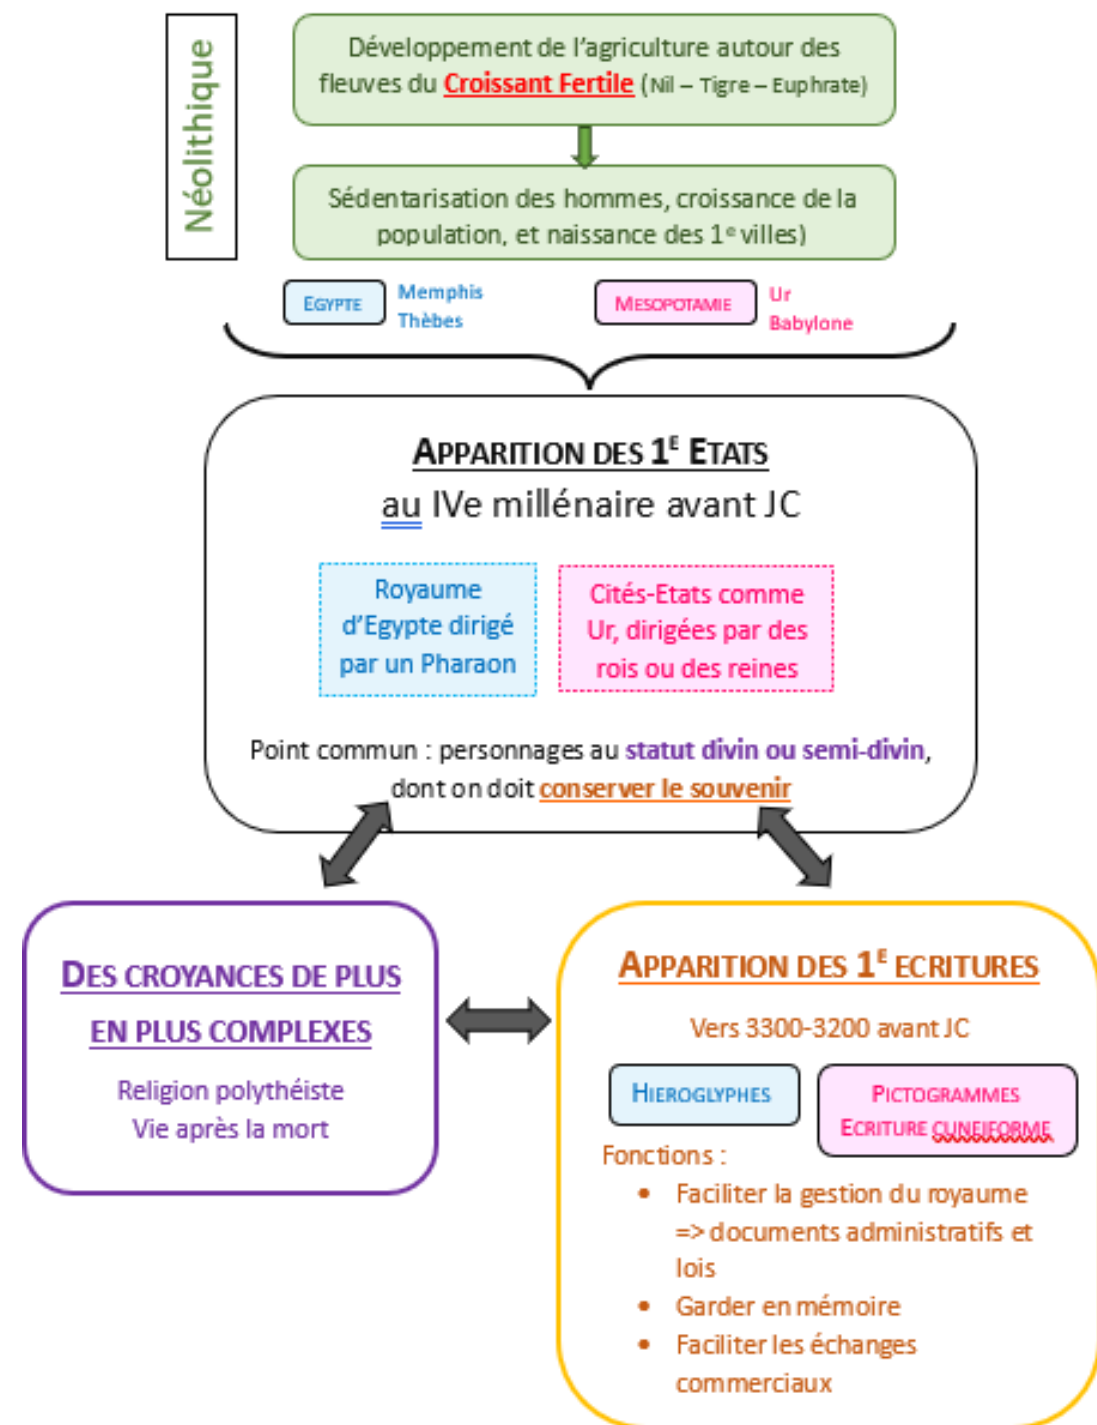 Néolithique
Développement de l'agriculture autour des
fleuves du Croissant Fertile (Nil – Tigre – Euphrate)
Sédentarisation des hommes, croissance de la
population, et naissance des 1e villes)
EGYPTE
Memphis
Thèbes
MESOPOTAMIE
Ur
Babylone
APPARITION DES 1E ETATS
au IVe millénaire avant JC
Royaume
d'Egypte dirigé
par un Pharaon
Cités-Etats comme
Ur, dirigées par des
rois ou des reines
Point commun : personnages au statut divin ou semi-divin,
dont on doit conserver le souvenir
DES CROYANCES DE PLUS
EN PLUS COMPLEXES
Religion polythéiste
Vie après la mort
APPARITION DES 1E ECRITURES
Vers 3300-3200 avant JC
HIEROGLYPHES
PICTOGRAMMES
ECRITURE CUNEIFORME
Fonctions :
• Faciliter la gestion du royaume
=> documents administratifs et
lois
• Garder en mémoire
• Faciliter les échanges
commerciaux